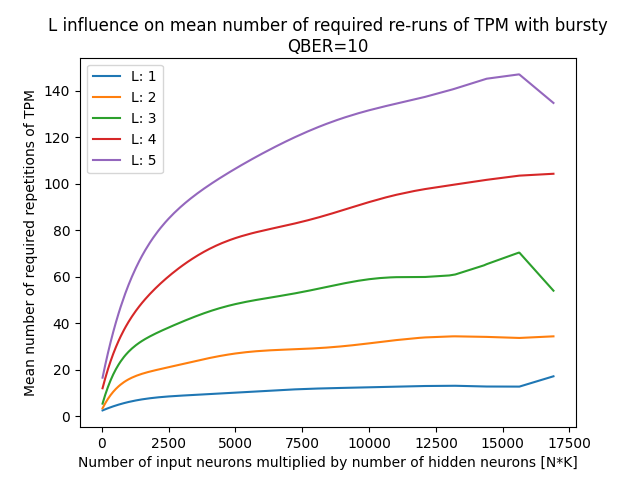 L influence on mean number of required re-runs of TPM with bursty
QBER=10
L: 1
L: 2
L: 3
L: 4
L: 5
Mean number of required repetitions of TPM
140
120
100
80
60
40
20
0
0 2500 5000 7500 10000 12500 15000 17500
Number of input neurons multiplied by number of hidden neurons [N*K]